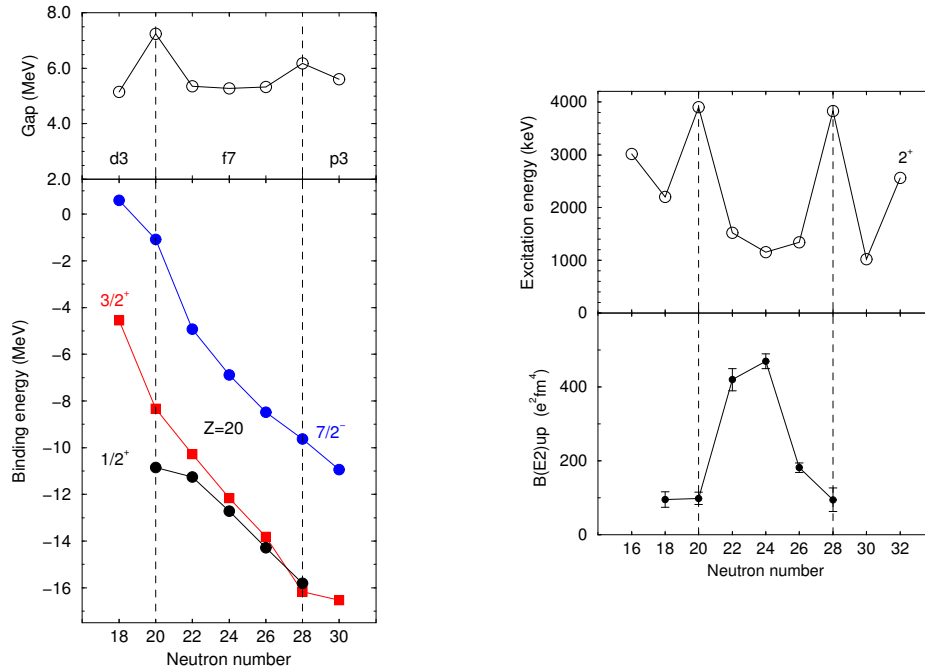 8.0
6.0
4.0
2.0
Gap (MeV)
d3
f7
p3
0
−2
−4
−6
−8
−10
−12
−14
−16
Binding energy (MeV)
3/2⁺
1/2⁺
Z=20
7/2⁻
18 20 22 24 26 28 30
Neutron number
4000
3000
2000
1000
0
Excitation energy (keV)
2⁺
400
200
0
B(E2)up (e²fm⁴)
16 18 20 22 24 26 28 30 32
Neutron number